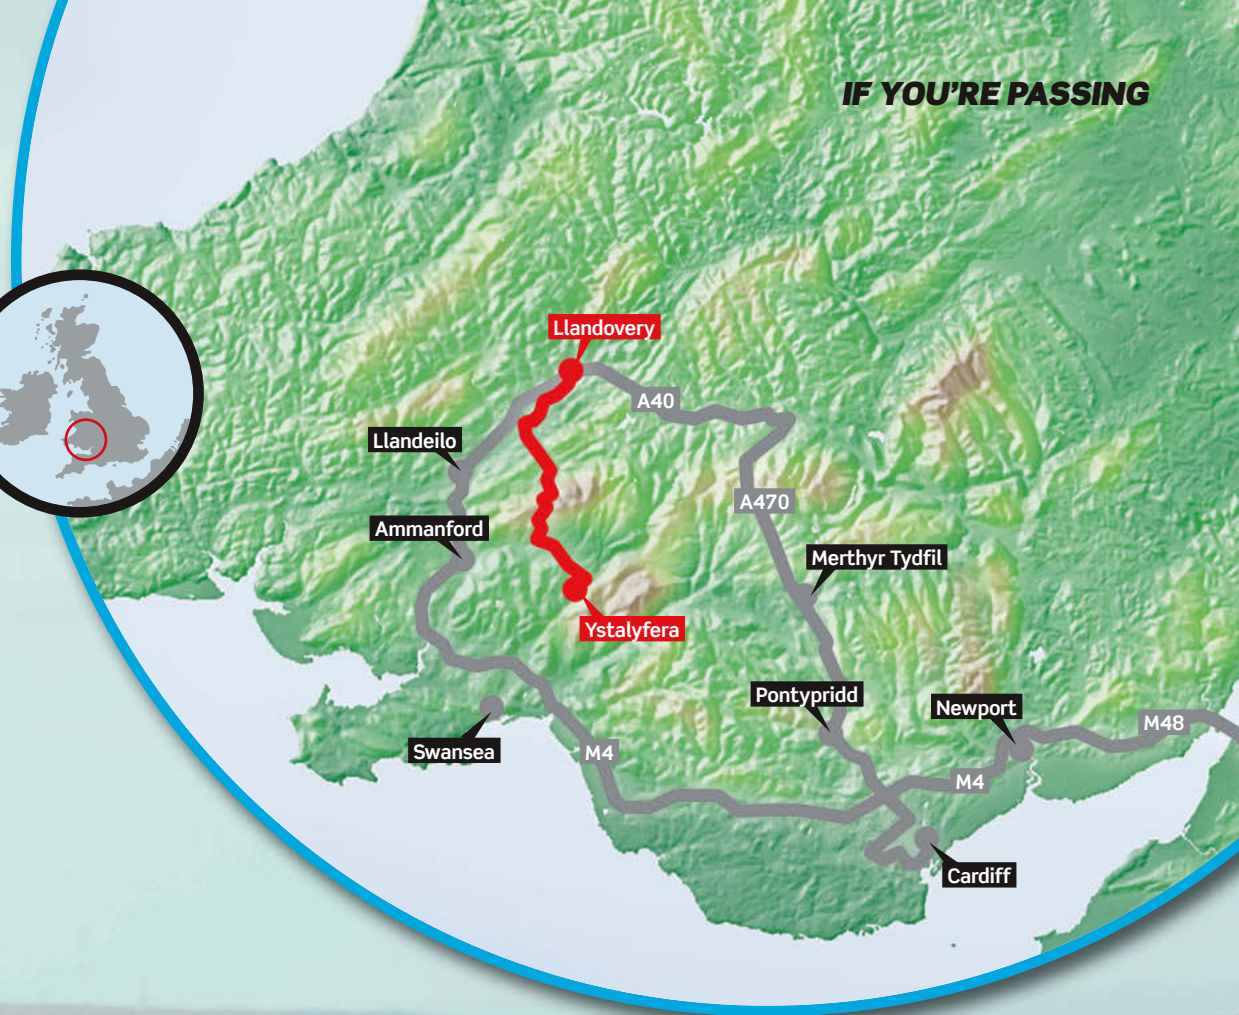 IF YOU'RE PASSING
Llandovery
A40
Llandeilo
A470
Ammanford
Merthyr Tydfil
Ystalyfera
Pontypridd
Newport
M48
Swansea
M4
M4
Cardiff